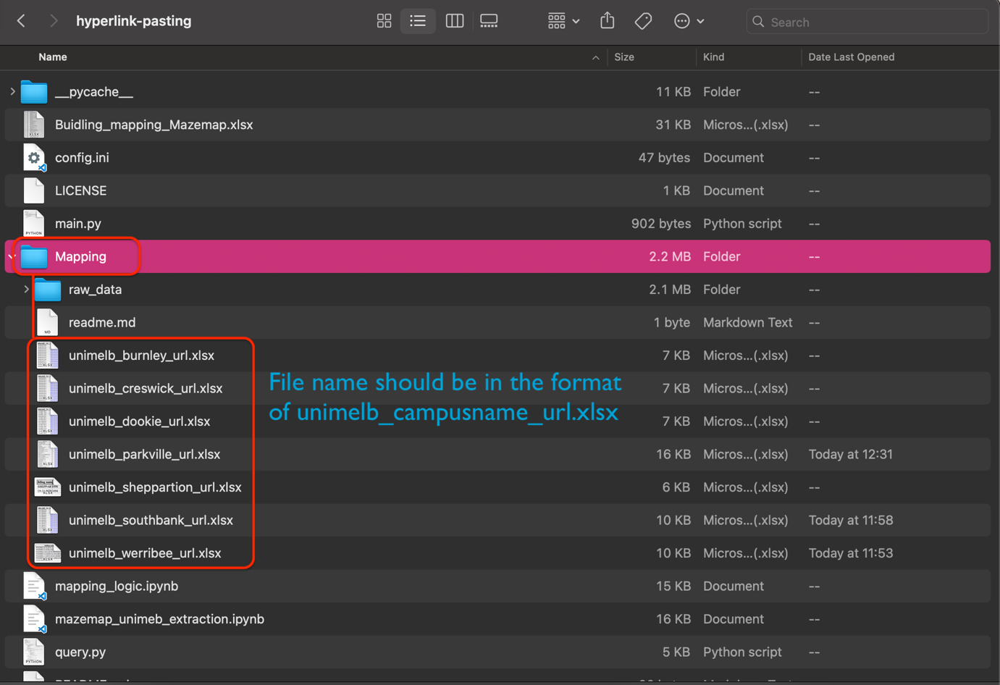 hyperlink-pasting
Search
Name Size Kind Date Last Opened
__pycache__ 11 KB Folder --
Buidling_mapping_Mazemap.xlsx 31 KB Micros...(.xlsx) --
config.ini 47 bytes Document --
LICENSE 1 KB Document --
main.py 902 bytes Python script --
Mapping 2.2 MB Folder --
raw_data 2.1 MB Folder --
readme.md 1 byte Markdown Text --
unimelb_burnley_url.xlsx 7 KB Micros...(.xlsx) --
unimelb_creswick_url.xlsx 7 KB Micros...(.xlsx) --
unimelb_dookie_url.xlsx 7 KB Micros...(.xlsx) --
unimelb_parkville_url.xlsx 16 KB Micros...(.xlsx) Today at 12:31
unimelb_sheppartion_url.xlsx 6 KB Micros...(.xlsx) --
unimelb_southbank_url.xlsx 10 KB Micros...(.xlsx) Today at 11:58
unimelb_werribee_url.xlsx 10 KB Micros...(.xlsx) Today at 11:53
File name should be in the format
of unimelb_campusname_url.xlsx
mapping_logic.ipynb 15 KB Document --
mazemap_unimeb_extraction.ipynb 16 KB Document --
query.py 5 KB Python script --